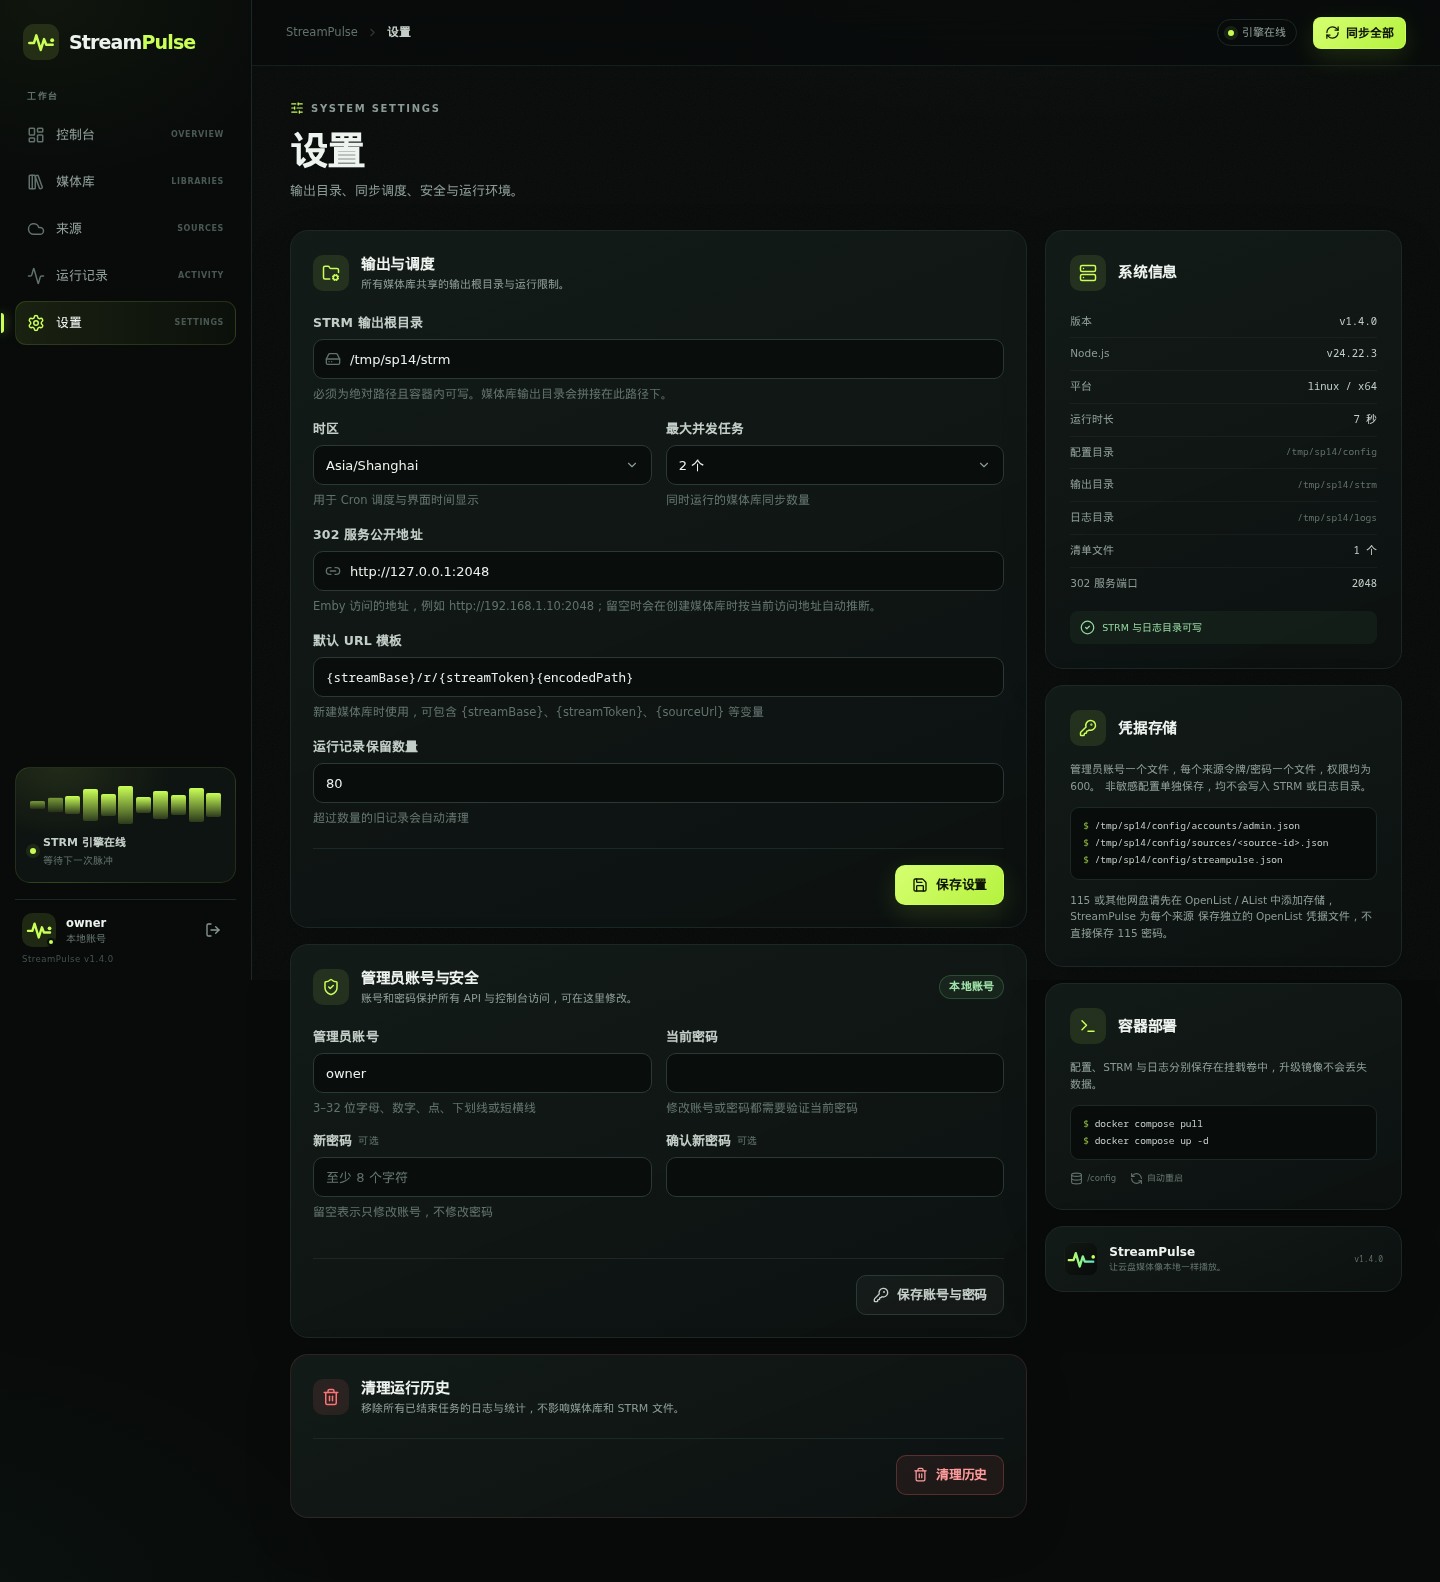 StreamPulse
工作台
控制台 OVERVIEW
媒体库 LIBRARIES
来源 SOURCES
运行记录 ACTIVITY
设置 SETTINGS
STRM 引擎在线
等待下一次脉冲
owner
本地账号
StreamPulse v1.4.0
StreamPulse 设置
引擎在线
同步全部
SYSTEM SETTINGS
设置
输出目录、同步调度、安全与运行环境。
输出与调度
所有媒体库共享的输出根目录与运行限制。
STRM 输出根目录
/tmp/sp14/strm
必须为绝对路径且容器内可写。媒体库输出目录会拼接在此路径下。
时区 最大并发任务
Asia/Shanghai 2 个
用于 Cron 调度与界面时间显示 同时运行的媒体库同步数量
302 服务公开地址
http://127.0.0.1:2048
Emby 访问的地址，例如 http://192.168.1.10:2048；留空时会在创建媒体库时按当前访问地址自动推断。
默认 URL 模板
{streamBase}/r/{streamToken}{encodedPath}
新建媒体库时使用，可包含 {streamBase}、{streamToken}、{sourceUrl} 等变量
运行记录保留数量
80
超过数量的旧记录会自动清理
保存设置
管理员账号与安全
账号和密码保护所有 API 与控制台访问，可在这里修改。
本地账号
管理员账号 当前密码
owner
3–32 位字母、数字、点、下划线或短横线 修改账号或密码都需要验证当前密码
新密码 可选 确认新密码 可选
至少 8 个字符
留空表示只修改账号，不修改密码
保存账号与密码
清理运行历史
移除所有已结束任务的日志与统计，不影响媒体库和 STRM 文件。
清理历史
系统信息
版本 v1.4.0
Node.js v24.22.3
平台 linux / x64
运行时长 7 秒
配置目录 /tmp/sp14/config
输出目录 /tmp/sp14/strm
日志目录 /tmp/sp14/logs
清单文件 1 个
302 服务端口 2048
STRM 与日志目录可写
凭据存储
管理员账号一个文件，每个来源令牌/密码一个文件，权限均为
600。 非敏感配置单独保存，均不会写入 STRM 或日志目录。
$ /tmp/sp14/config/accounts/admin.json
$ /tmp/sp14/config/sources/<source-id>.json
$ /tmp/sp14/config/streampulse.json
115 或其他网盘请先在 OpenList / AList 中添加存储，
StreamPulse 为每个来源 保存独立的 OpenList 凭据文件，不
直接保存 115 密码。
容器部署
配置、STRM 与日志分别保存在挂载卷中，升级镜像不会丢失
数据。
$ docker compose pull
$ docker compose up -d
/config 自动重启
StreamPulse
让云盘媒体像本地一样播放。
v1.4.0